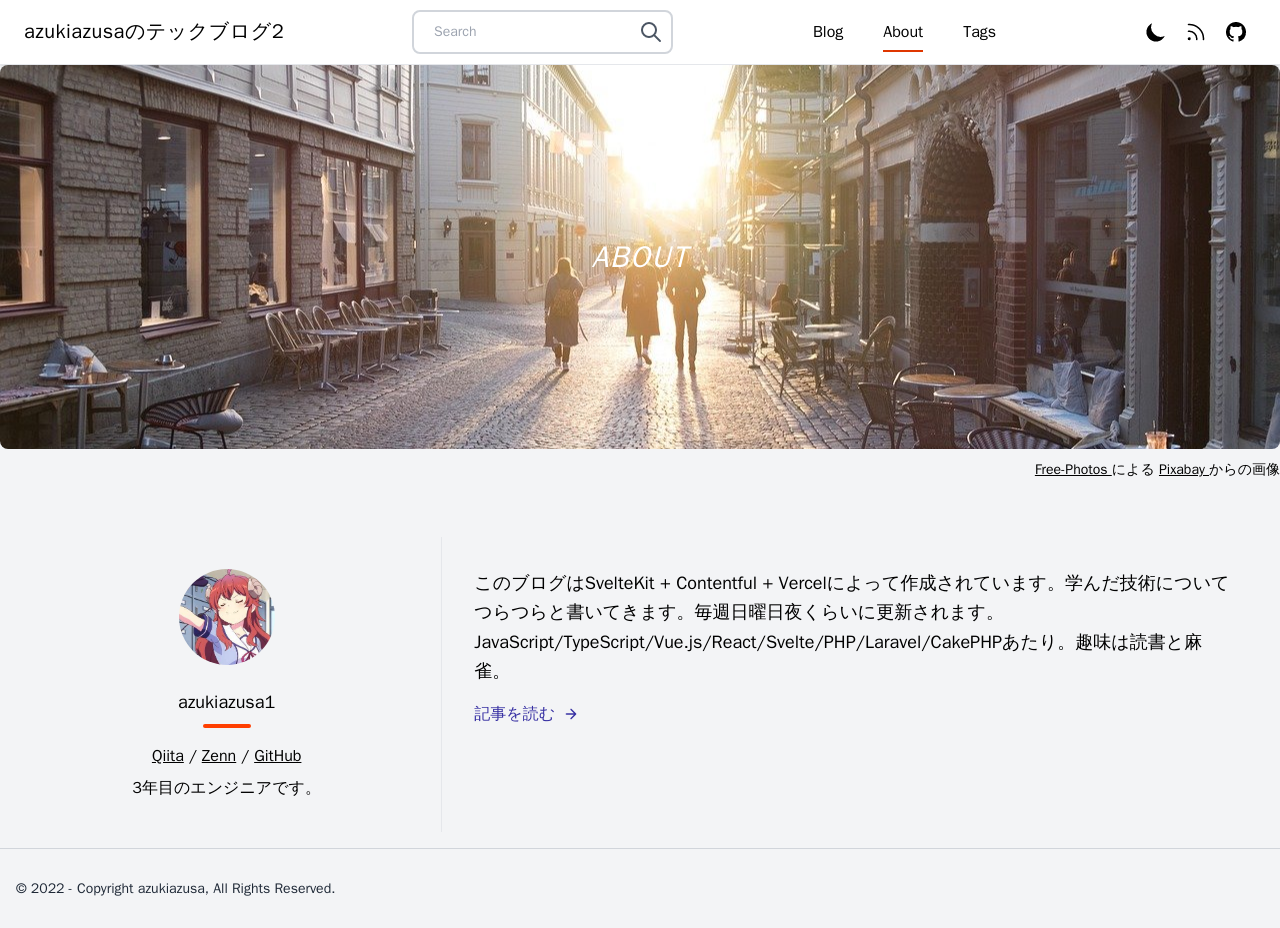 azukiazusaのテックブログ2
Search
Blog
About
Tags
ABOUT
Free-Photos による Pixabay からの画像
azukiazusa1
Qiita / Zenn / GitHub
3年目のエンジニアです。
このブログはSvelteKit + Contentful + Vercelによって作成されています。学んだ技術について
つらつらと書いてきます。毎週日曜日夜くらいに更新されます。
JavaScript/TypeScript/Vue.js/React/Svelte/PHP/Laravel/CakePHPあたり。趣味は読書と麻
雀。
記事を読む
© 2022 - Copyright azukiazusa, All Rights Reserved.